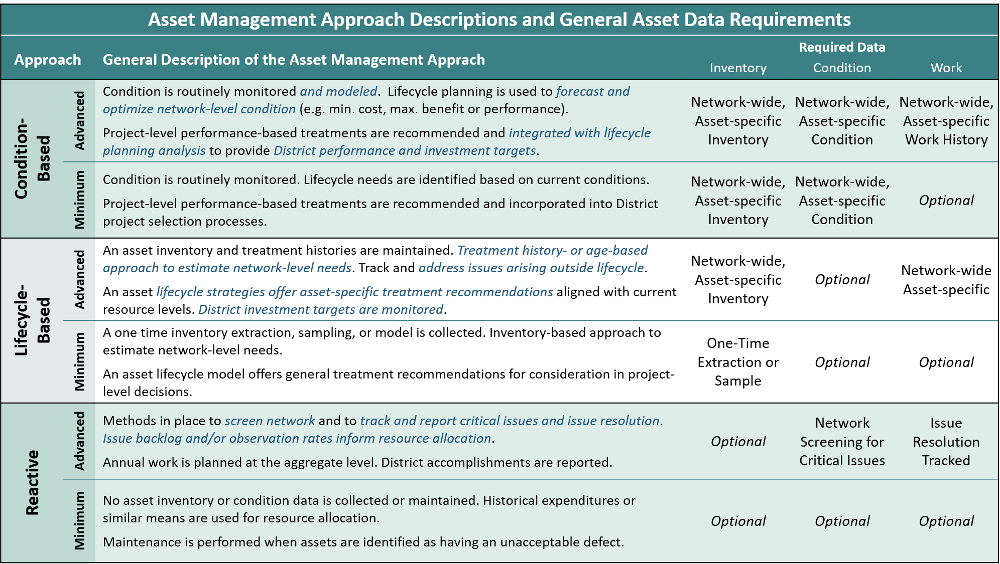 Asset Management Approach Descriptions and General Asset Data Requirements
Approach
General Description of the Asset Management Apprach
Required Data
Inventory
Condition
Work
Condition-
Based
Advanced
Condition is routinely monitored and modeled.  Lifecycle planning is used to forecast and
optimize network-level condition (e.g. min. cost, max. benefit or performance).
Project-level performance-based treatments are recommended and integrated with lifecycle
planning analysis to provide District performance and investment targets.
Network-wide,
Asset-specific
Inventory
Network-wide,
Asset-specific
Condition
Network-wide,
Asset-specific
Work History
Minimum
Condition is routinely monitored. Lifecycle needs are identified based on current conditions.
Project-level performance-based treatments are recommended and incorporated into District
project selection processes.
Network-wide,
Asset-specific
Inventory
Network-wide,
Asset-specific
Condition
Optional
Lifecycle-
Based
Advanced
An asset inventory and treatment histories are maintained. Treatment history- or age-based
approach to estimate network-level needs. Track and address issues arising outside lifecycle.
An asset lifecycle strategies offer asset-specific treatment recommendations aligned with current
resource levels. District investment targets are monitored.
Network-wide,
Asset-specific
Inventory
Optional
Network-wide
Asset-specific
Minimum
A one time inventory extraction, sampling, or model is collected. Inventory-based approach to
estimate network-level needs.
An asset lifecycle model offers general treatment recommendations for consideration in project-
level decisions.
One-Time
Extraction or
Sample
Optional
Optional
Reactive
Advanced
Methods in place to screen network and to track and report critical issues and issue resolution.
Issue backlog and/or observation rates inform resource allocation.
Annual work is planned at the aggregate level. District accomplishments are reported.
Optional
Network
Screening for
Critical Issues
Issue
Resolution
Tracked
Minimum
No asset inventory or condition data is collected or maintained. Historical expenditures or
similar means are used for resource allocation.
Maintenance is performed when assets are identified as having an unacceptable defect.
Optional
Optional
Optional